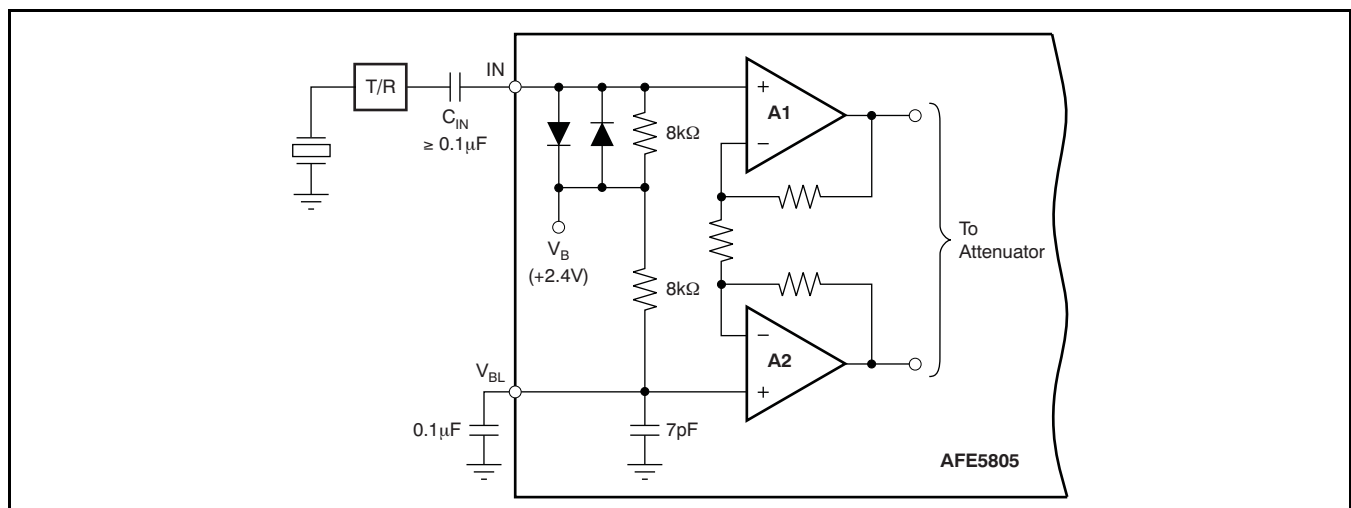 IN
T/R
C_IN
≥ 0.1μF
+
A1
−
8kΩ
V_B
(+2.4V)
To
Attenuator
8kΩ
−
A2
+
V_BL
0.1μF
7pF
AFE5805